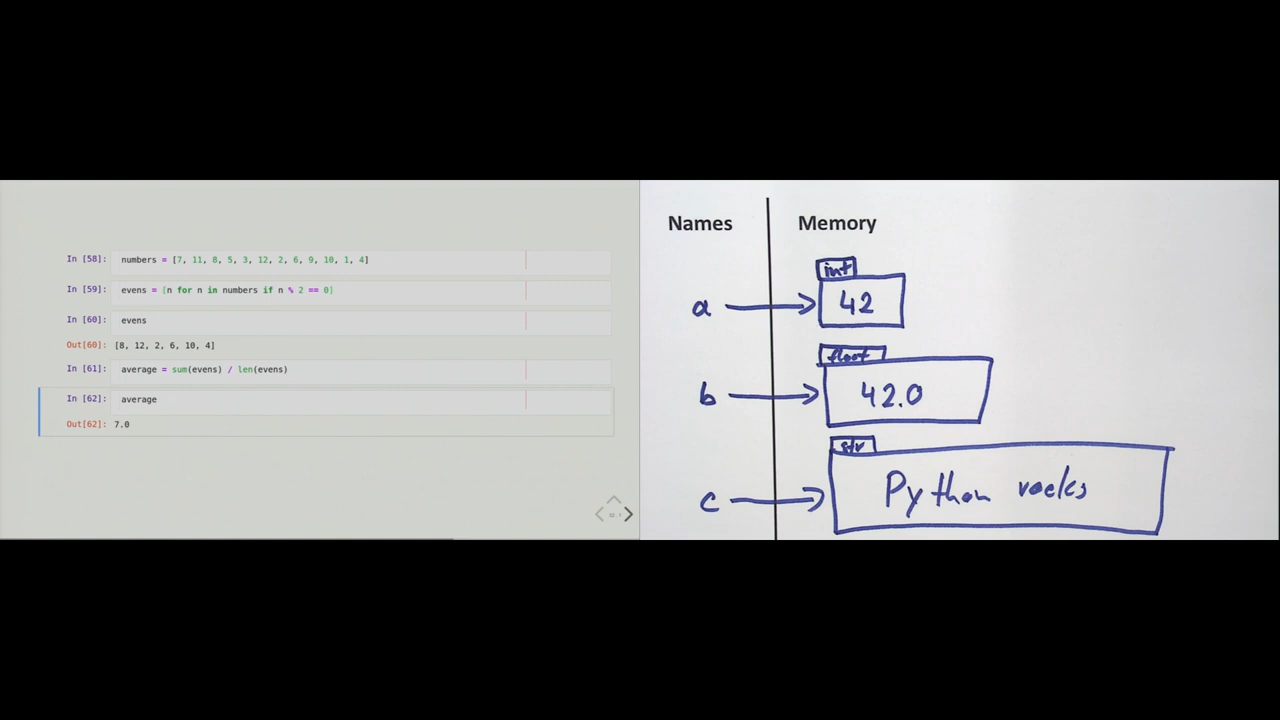 In [58]: numbers = [7, 11, 8, 5, 3, 12, 2, 6, 9, 10, 1, 4]
In [59]: evens = [n for n in numbers if n % 2 == 0]
In [60]: evens
Out[60]: [8, 12, 2, 6, 10, 4]
In [61]: average = sum(evens) / len(evens)
In [62]: average
Out[62]: 7.0
Names Memory
int
a 42
float
b 42.0
str
c Python rocks